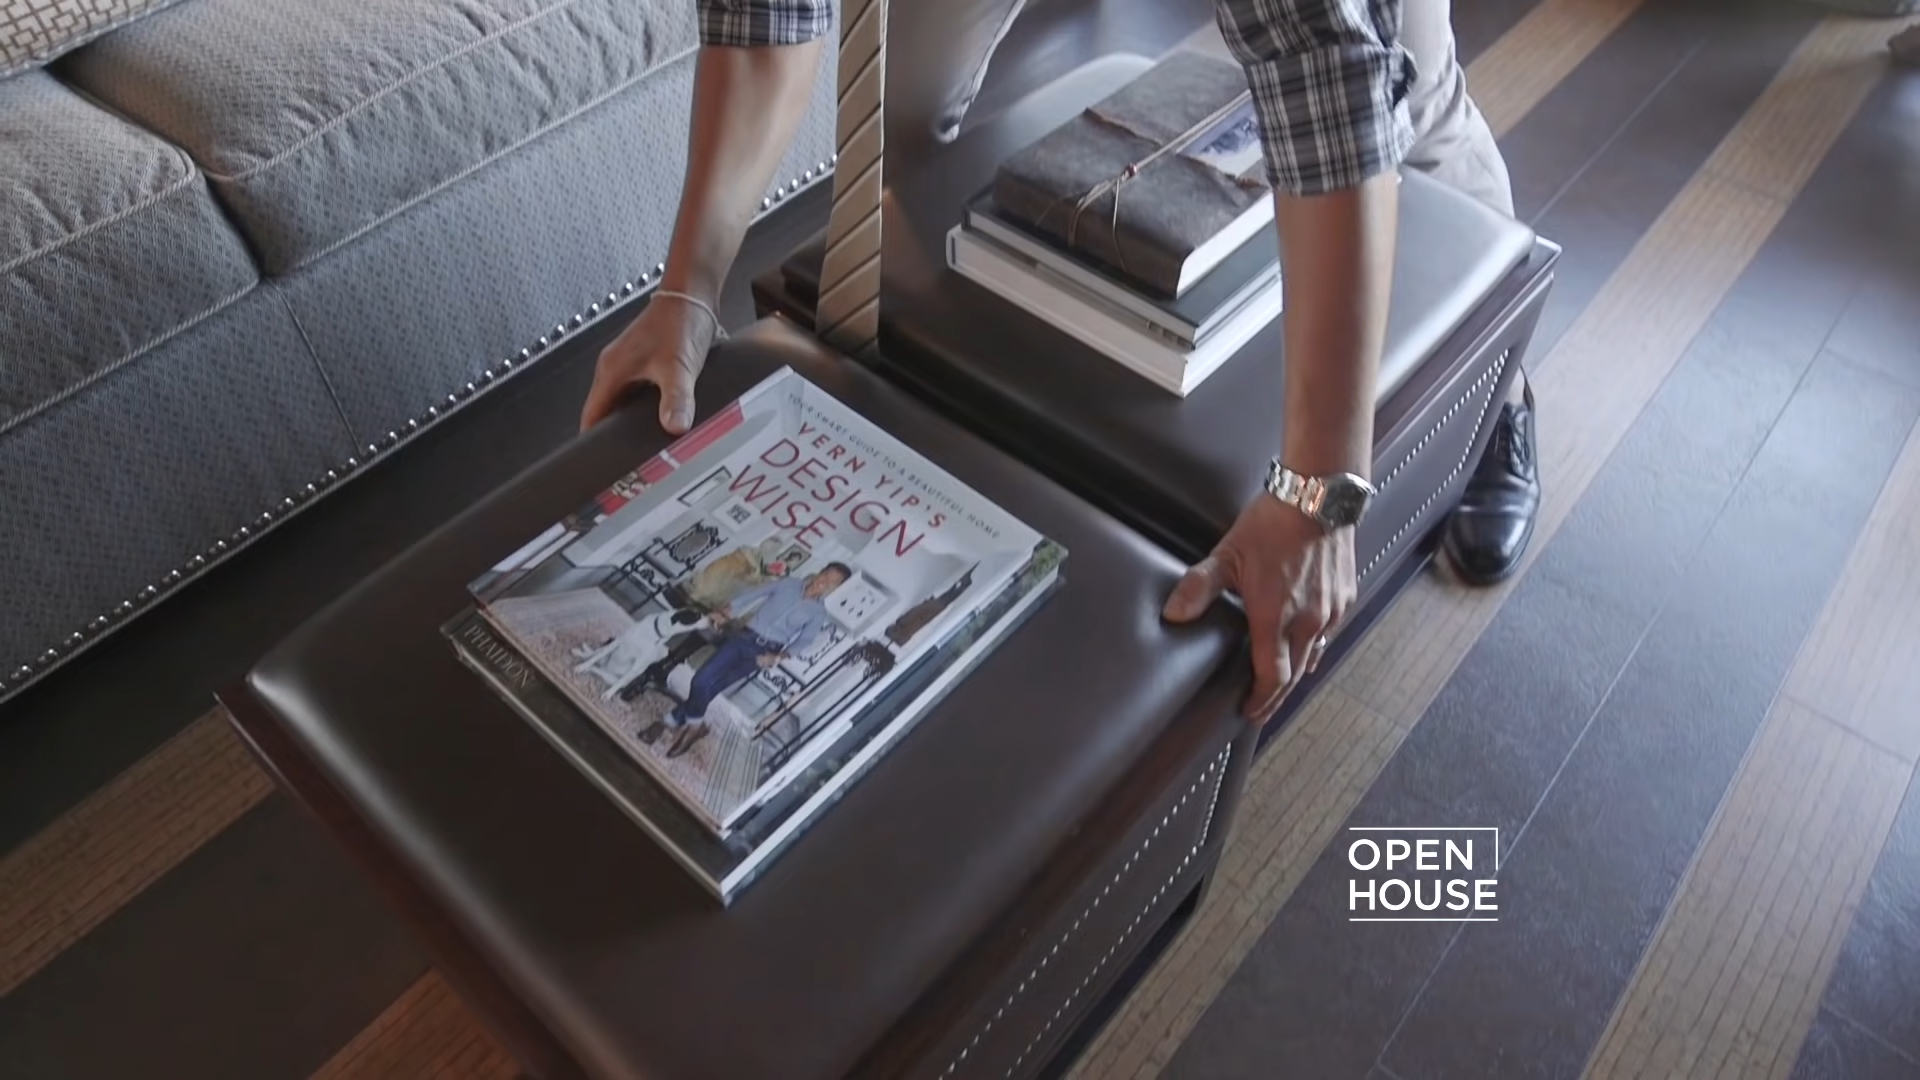 YOUR SMART GUIDE TO A BEAUTIFUL HOME
VERN YIP'S
DESIGN
WISE
PHAIDON
OPEN
HOUSE